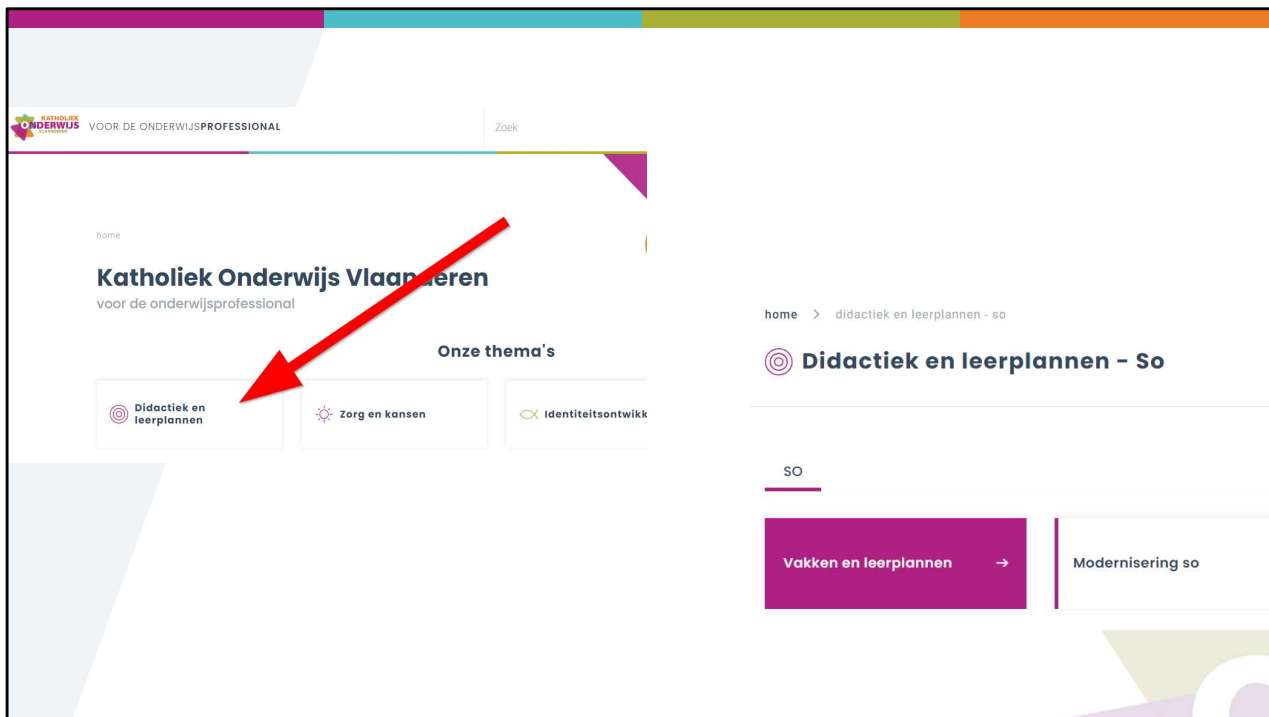 KATHOLIEK
ONDERWIJS
VLAANDEREN
VOOR DE ONDERWIJSPROFESSIONAL
Zoek
home
Katholiek Onderwijs Vlaanderen
voor de onderwijsprofessional
Onze thema's
Didactiek en
leerplannen
Zorg en kansen
Identiteitsontwikk
home > didactiek en leerplannen - so
Didactiek en leerplannen - So
SO
Vakken en leerplannen →
Modernisering so